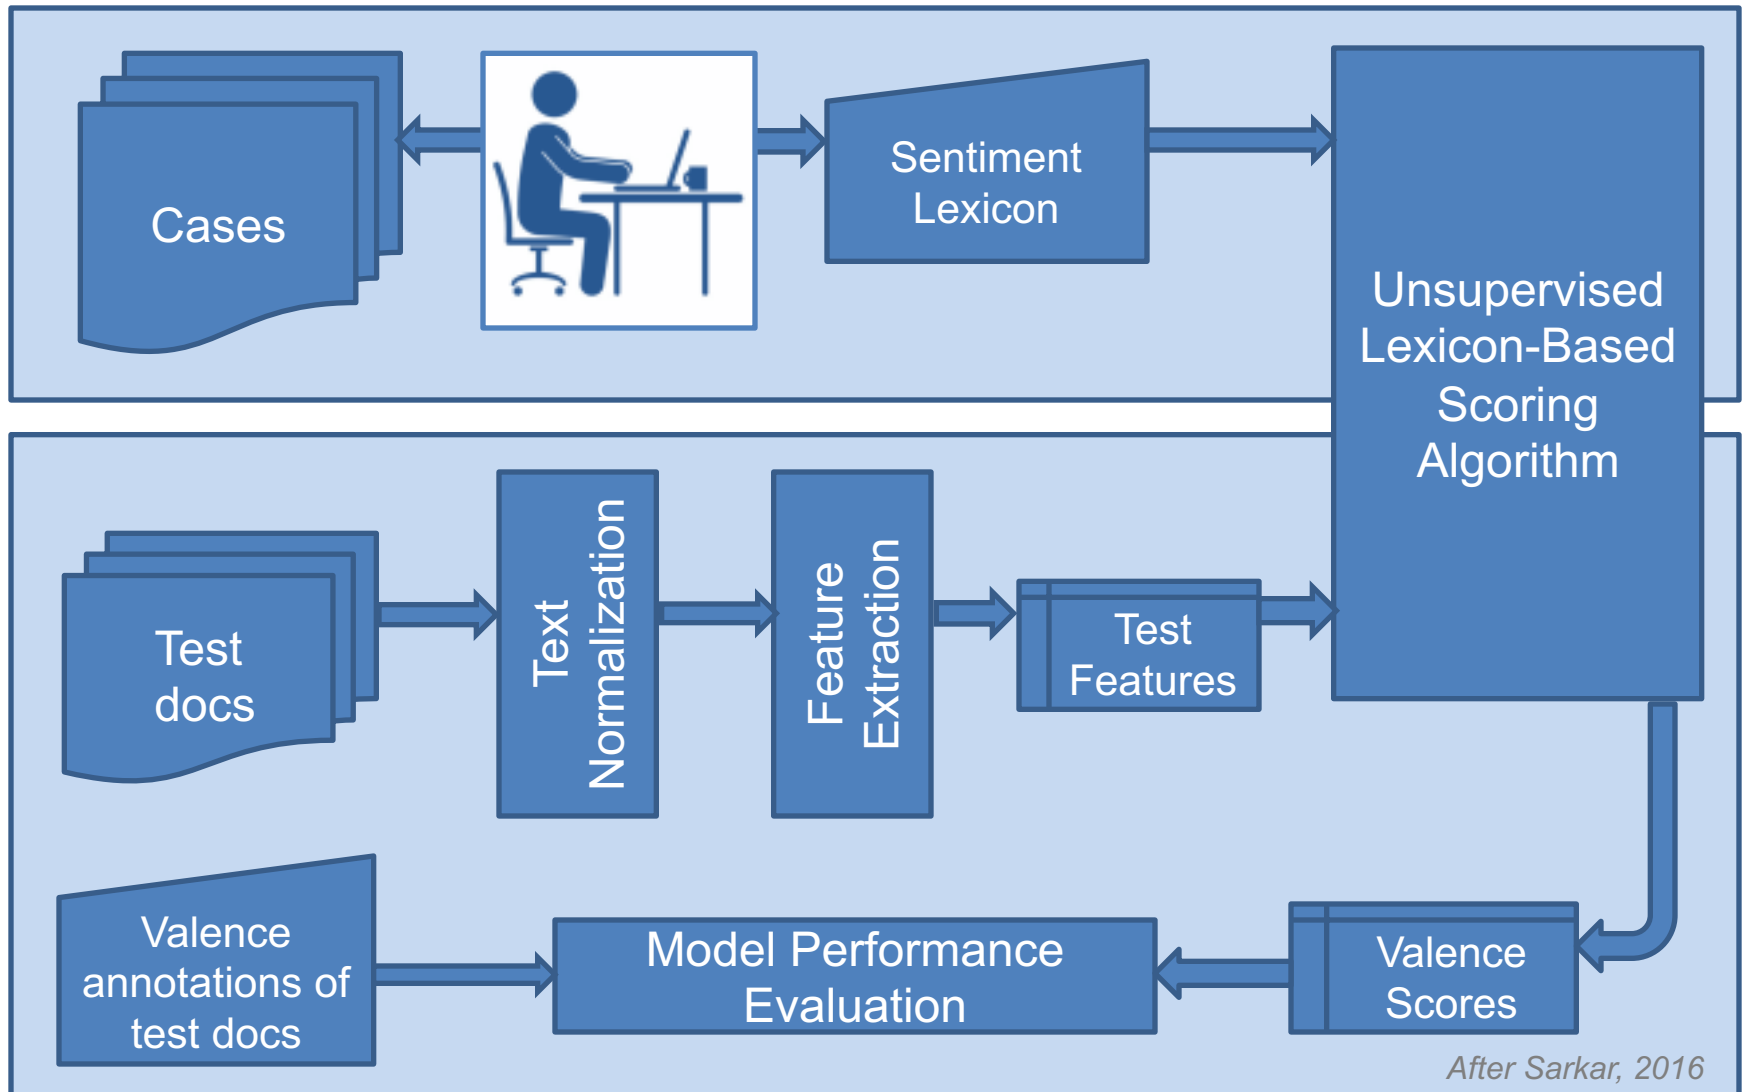 Cases
Sentiment
Lexicon
Unsupervised
Lexicon-Based
Scoring
Algorithm
Test
docs
Text
Normalization
Feature
Extraction
Test
Features
Valence
annotations of
test docs
Model Performance
Evaluation
Valence
Scores
After Sarkar, 2016